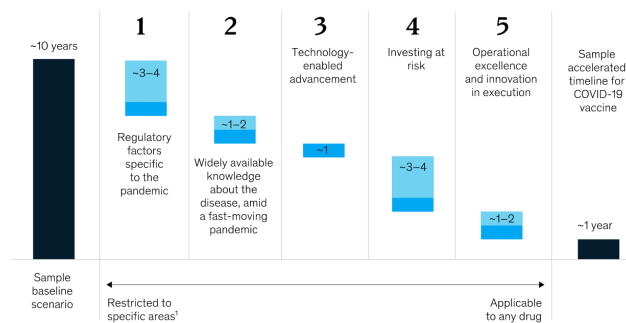 1
2
3
4
5
~10 years
Technology-
enabled
advancement
Investing at
risk
Operational
excellence
and innovation
in execution
Sample
accelerated
timeline for
COVID-19
vaccine
~3–4
~1–2
~1
~3–4
~1–2
Regulatory
factors
specific
to the
pandemic
Widely available
knowledge
about the
disease, amid
a fast-moving
pandemic
~1 year
Sample
baseline
scenario
Restricted to
specific areas¹
Applicable
to any drug